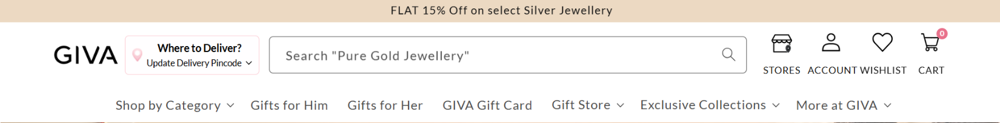 FLAT 15% Off on select Silver Jewellery
GIVA
Where to Deliver?
Update Delivery Pincode
Search "Pure Gold Jewellery"
0
STORES ACCOUNT WISHLIST CART
Shop by Category Gifts for Him Gifts for Her GIVA Gift Card Gift Store Exclusive Collections More at GIVA